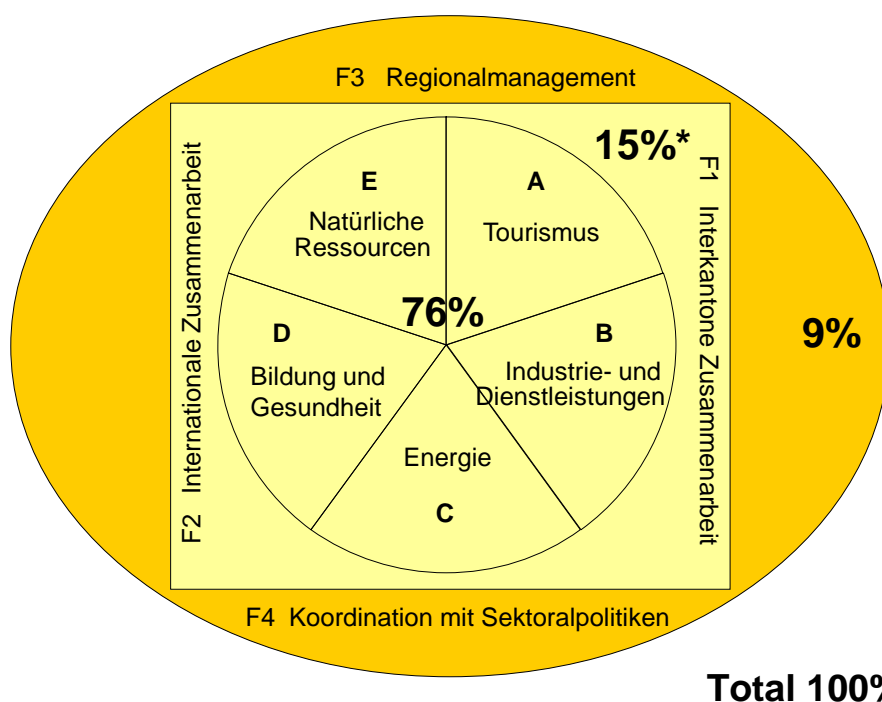 F3 Regionalmanagement
15%*
F1 Interkantone Zusammenarbeit
F2 Internationale Zusammenarbeit
E
Natürliche
Ressourcen
A
Tourismus
76%
9%
D
Bildung und
Gesundheit
B
Industrie- und
Dienstleistungen
Energie
C
F4 Koordination mit Sektoralpolitiken
Total 100%